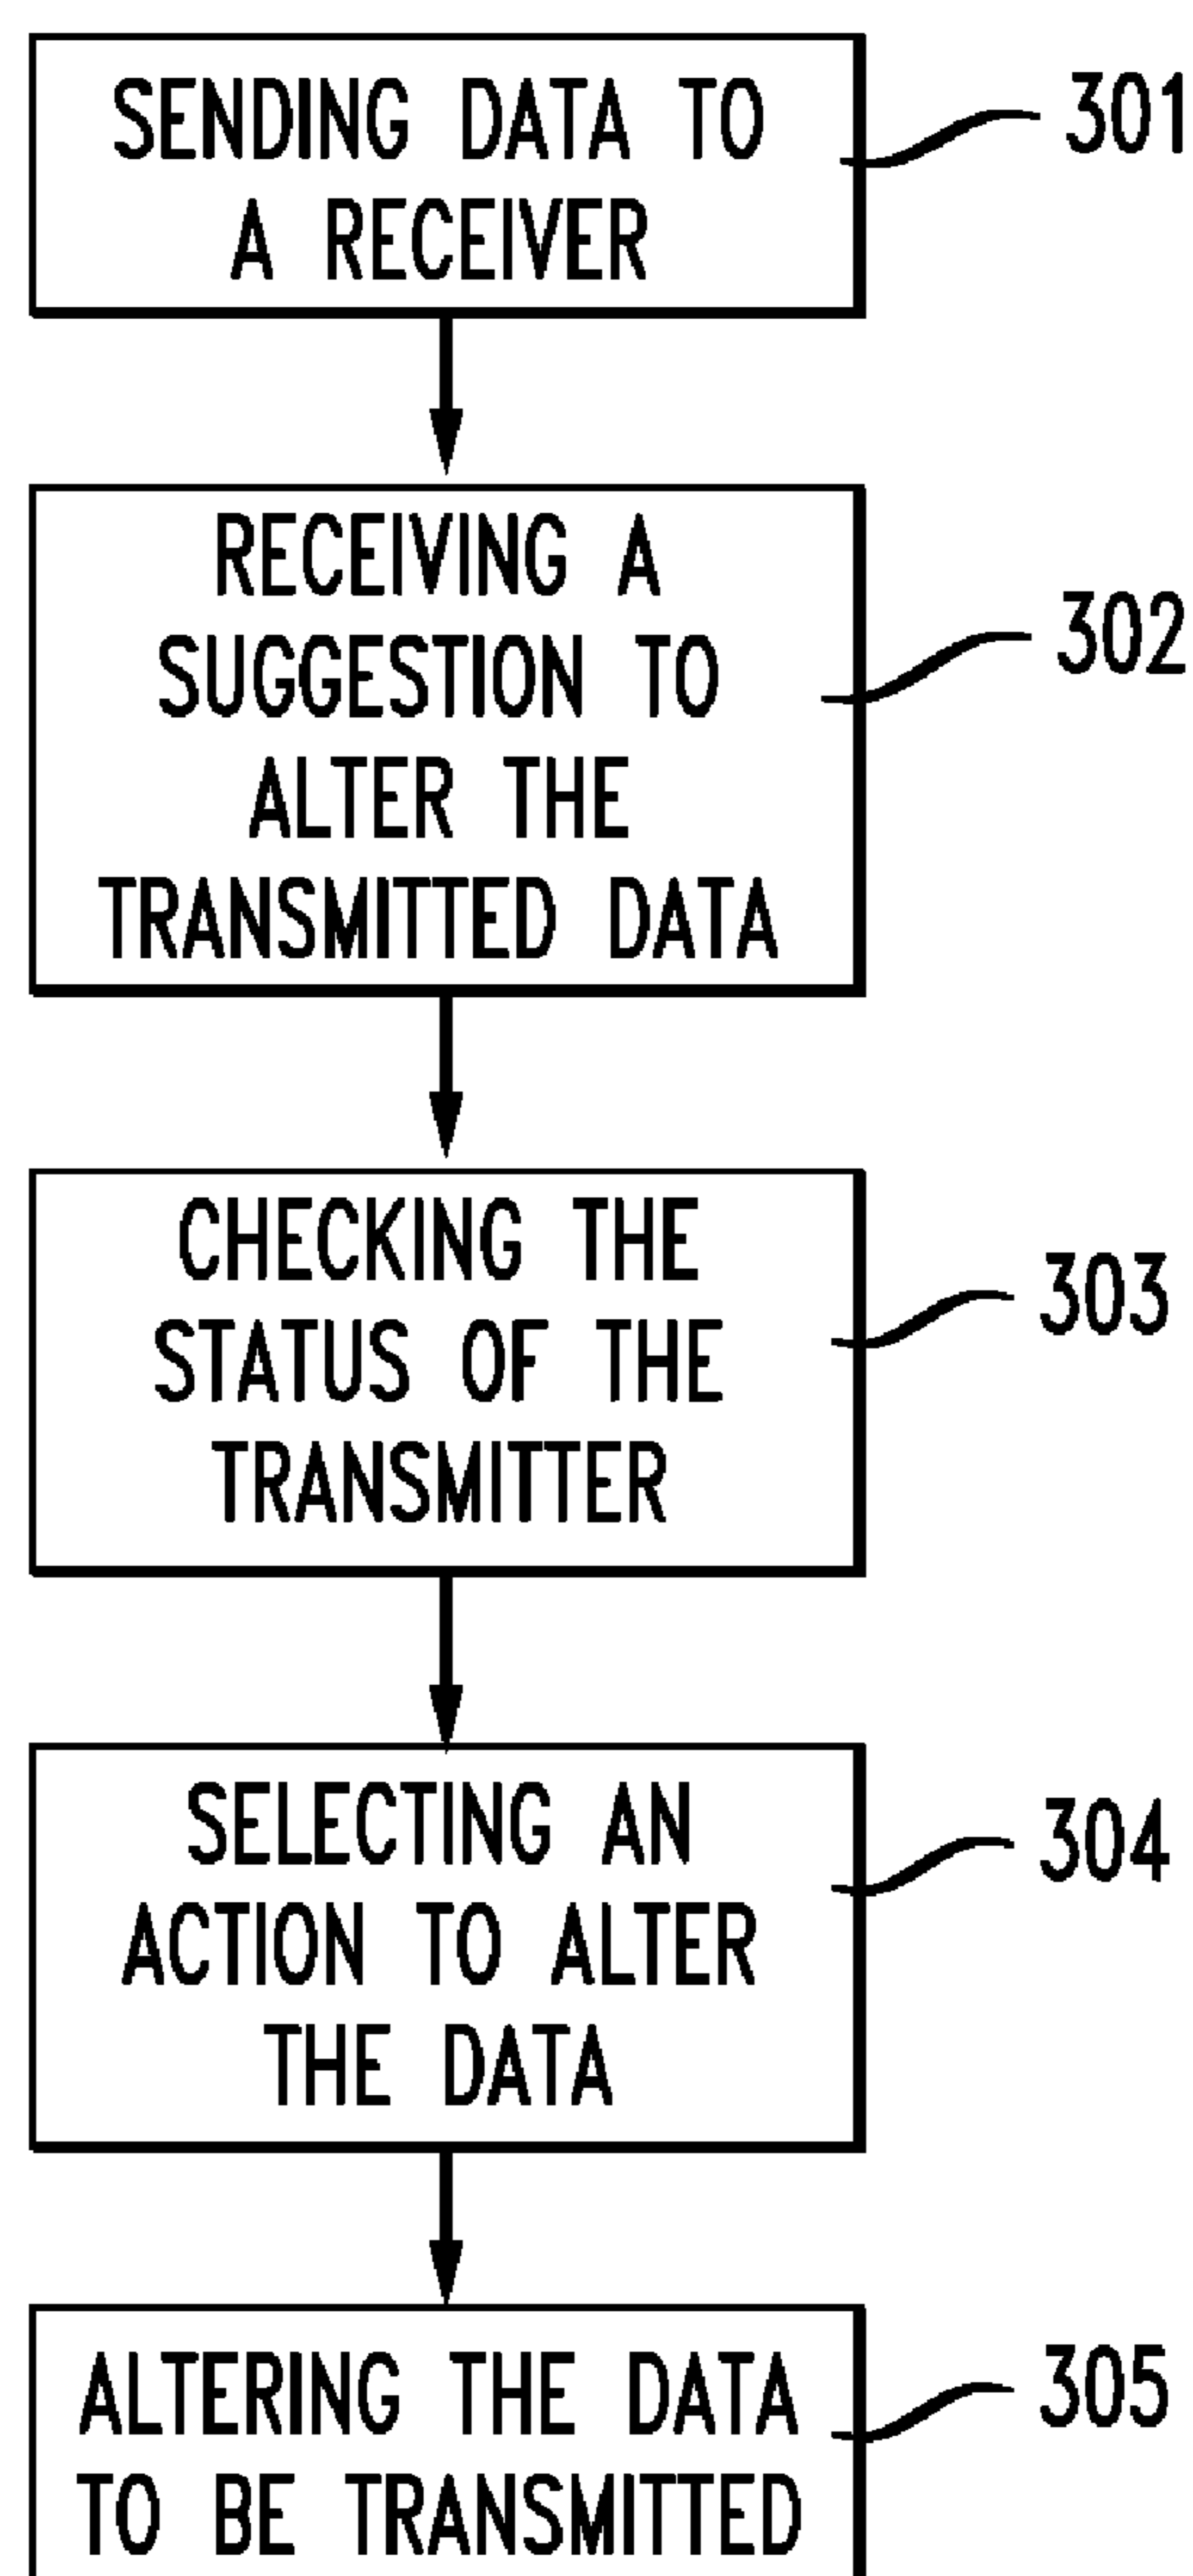 SENDING DATA TO
A RECEIVER
301
RECEIVING A
SUGGESTION TO
ALTER THE
TRANSMITTED DATA
302
CHECKING THE
STATUS OF THE
TRANSMITTER
303
SELECTING AN
ACTION TO ALTER
THE DATA
304
ALTERING THE DATA
TO BE TRANSMITTED
305